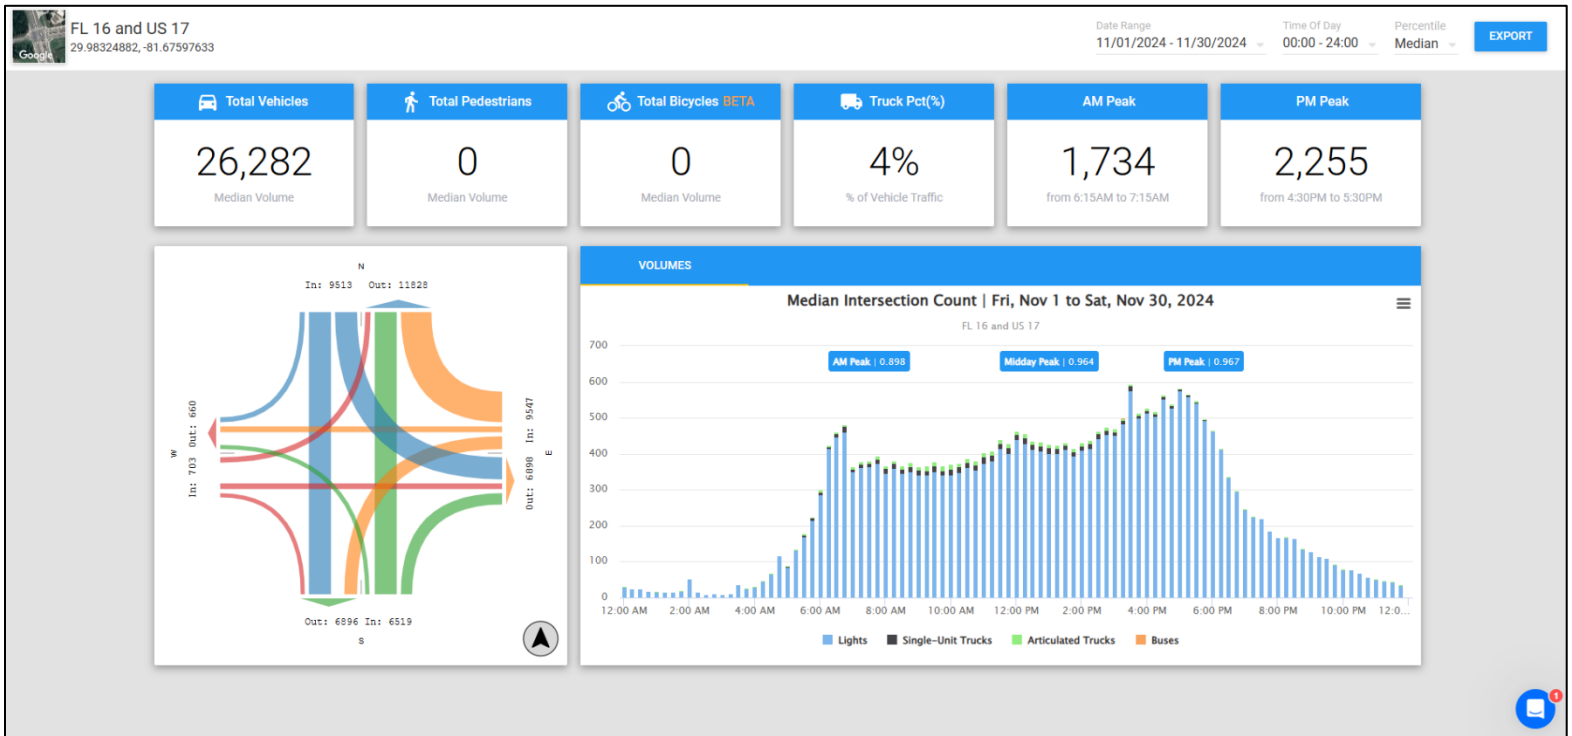 FL 16 and US 17
29.98324882, -81.67597633
Google
Date Range
11/01/2024 - 11/30/2024
Time Of Day
00:00 - 24:00
Percentile
Median
EXPORT
Total Vehicles
26,282
Median Volume
Total Pedestrians
0
Median Volume
Total Bicycles BETA
0
Median Volume
Truck Pct(%)
4%
% of Vehicle Traffic
AM Peak
1,734
from 6:15AM to 7:15AM
PM Peak
2,255
from 4:30PM to 5:30PM
N
In: 9513 Out: 11828
W
In: 703 Out: 660
E
Out: 6898 In: 9547
Out: 6896 In: 6519
S
VOLUMES
Median Intersection Count | Fri, Nov 1 to Sat, Nov 30, 2024
FL 16 and US 17
AM Peak | 0.898
Midday Peak | 0.964
PM Peak | 0.967
700
600
500
400
300
200
100
0
12:00 AM 2:00 AM 4:00 AM 6:00 AM 8:00 AM 10:00 AM 12:00 PM 2:00 PM 4:00 PM 6:00 PM 8:00 PM 10:00 PM 12:0...
Lights Single-Unit Trucks Articulated Trucks Buses
1